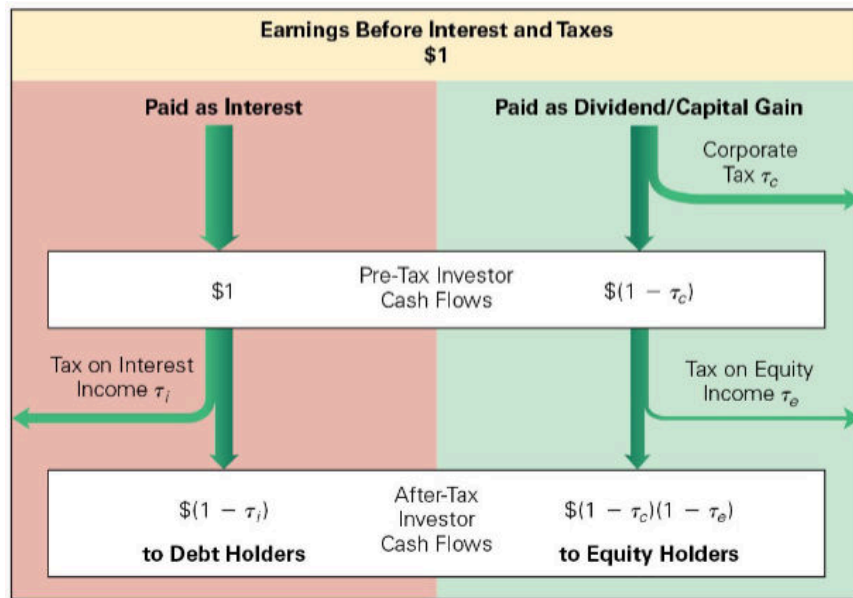 Earnings Before Interest and Taxes
$1
Paid as Interest
Paid as Dividend/Capital Gain
Corporate
Tax τc
$1
Pre-Tax Investor
Cash Flows
$(1 − τc)
Tax on Interest
Income τi
Tax on Equity
Income τe
$(1 − τi)
to Debt Holders
After-Tax
Investor
Cash Flows
$(1 − τc)(1 − τe)
to Equity Holders